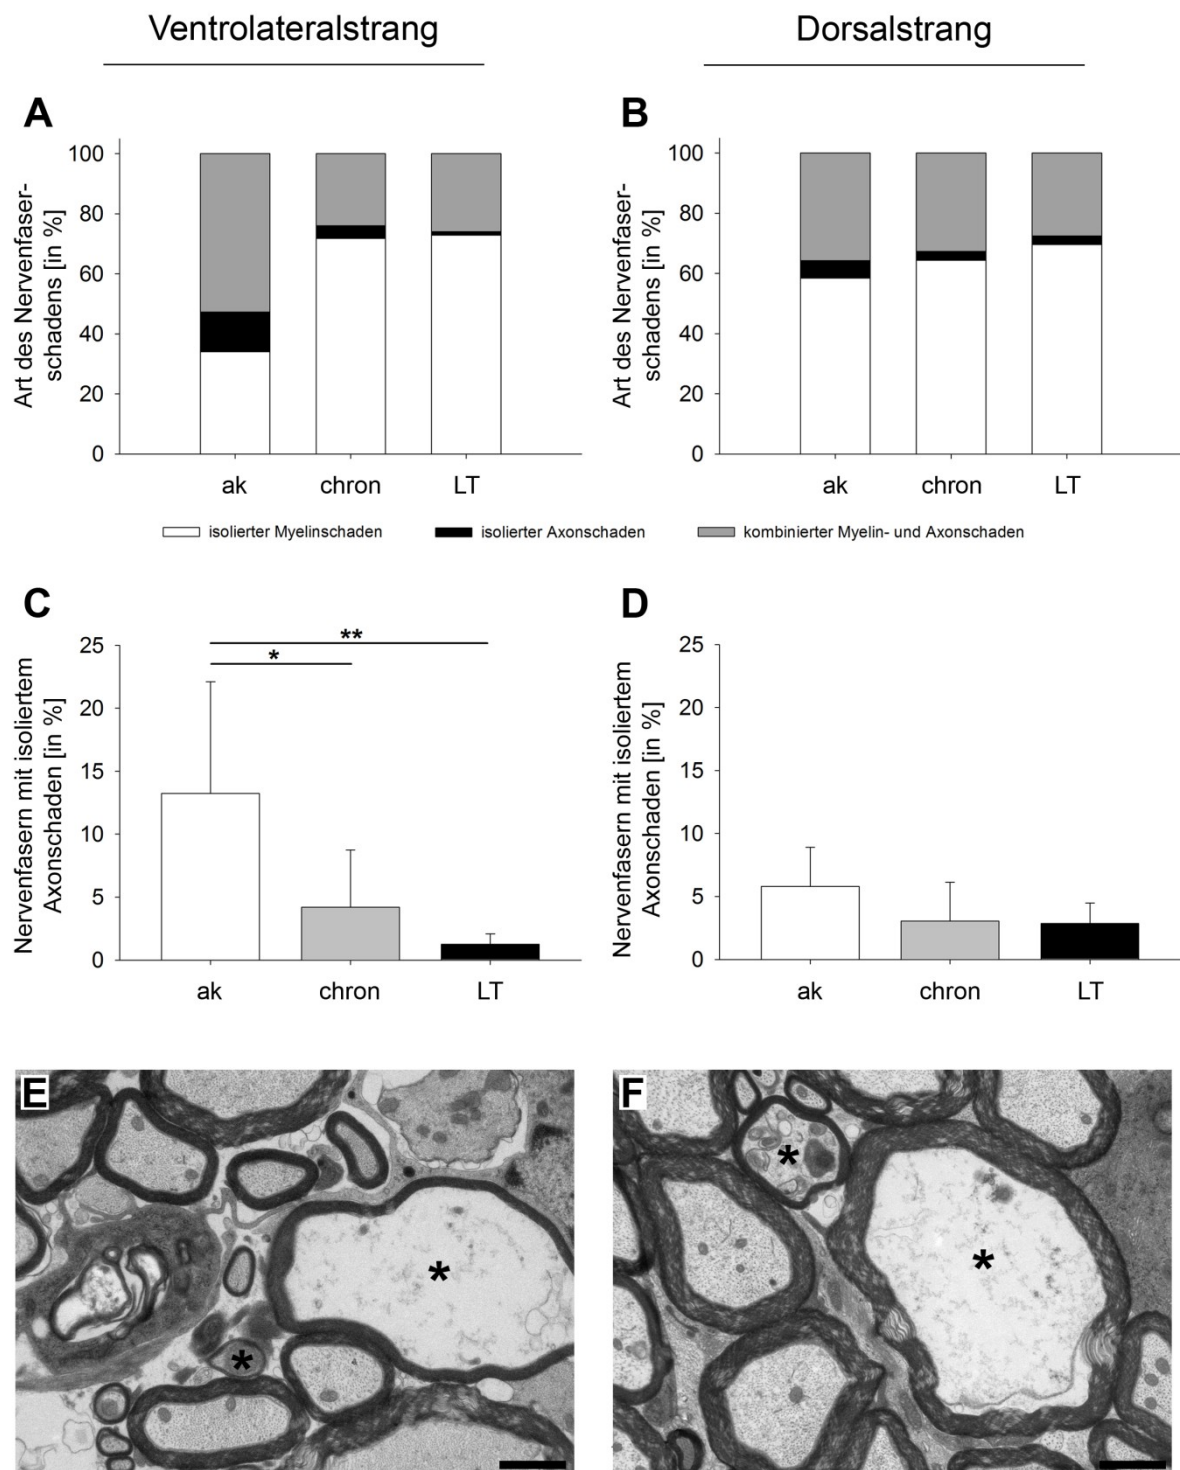 Ventrolateralstrang
Dorsalstrang
A
Art des Nervenfaser-
schadens [in %]
100
80
60
40
20
0
ak chron LT
B
Art des Nervenfaser-
schadens [in %]
100
80
60
40
20
0
ak chron LT
isolierter Myelinschaden
isolierter Axonschaden
kombinierter Myelin- und Axonschaden
C
Nervenfasern mit isoliertem
Axonschaden [in %]
25
20
15
10
5
0
**
*
ak chron LT
D
Nervenfasern mit isoliertem
Axonschaden [in %]
25
20
15
10
5
0
ak chron LT
E
*
*
F
*
*